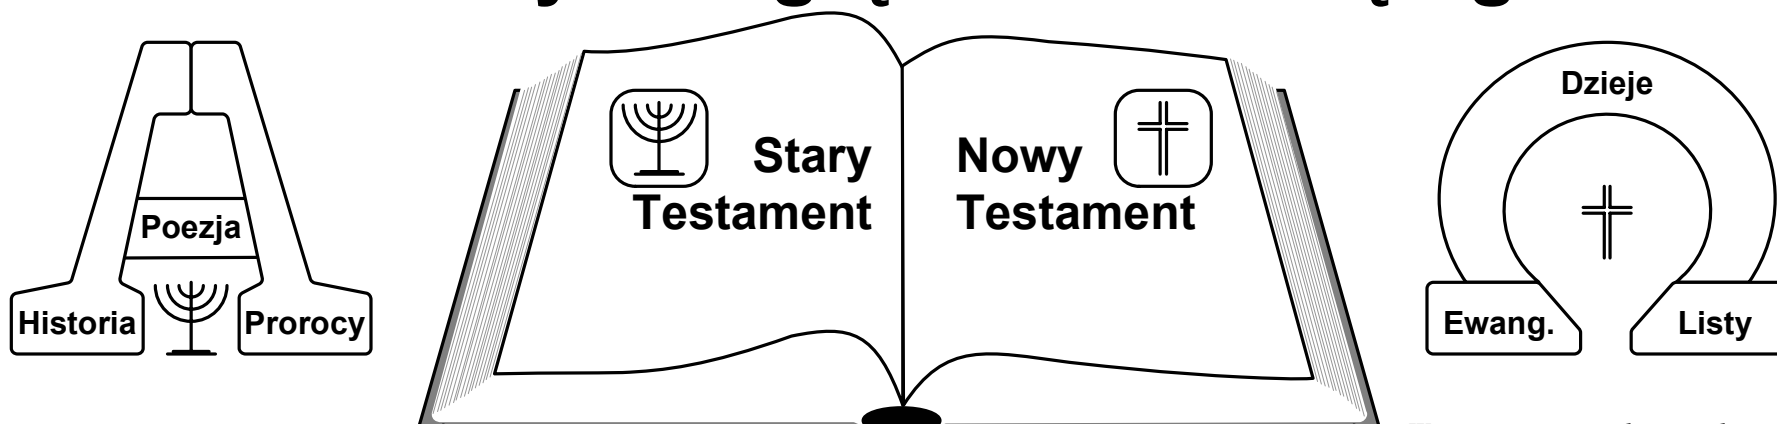 Dzieje
Stary
Testament
Nowy
Testament
Poezja
Historia
Prorocy
Ewang.
Listy